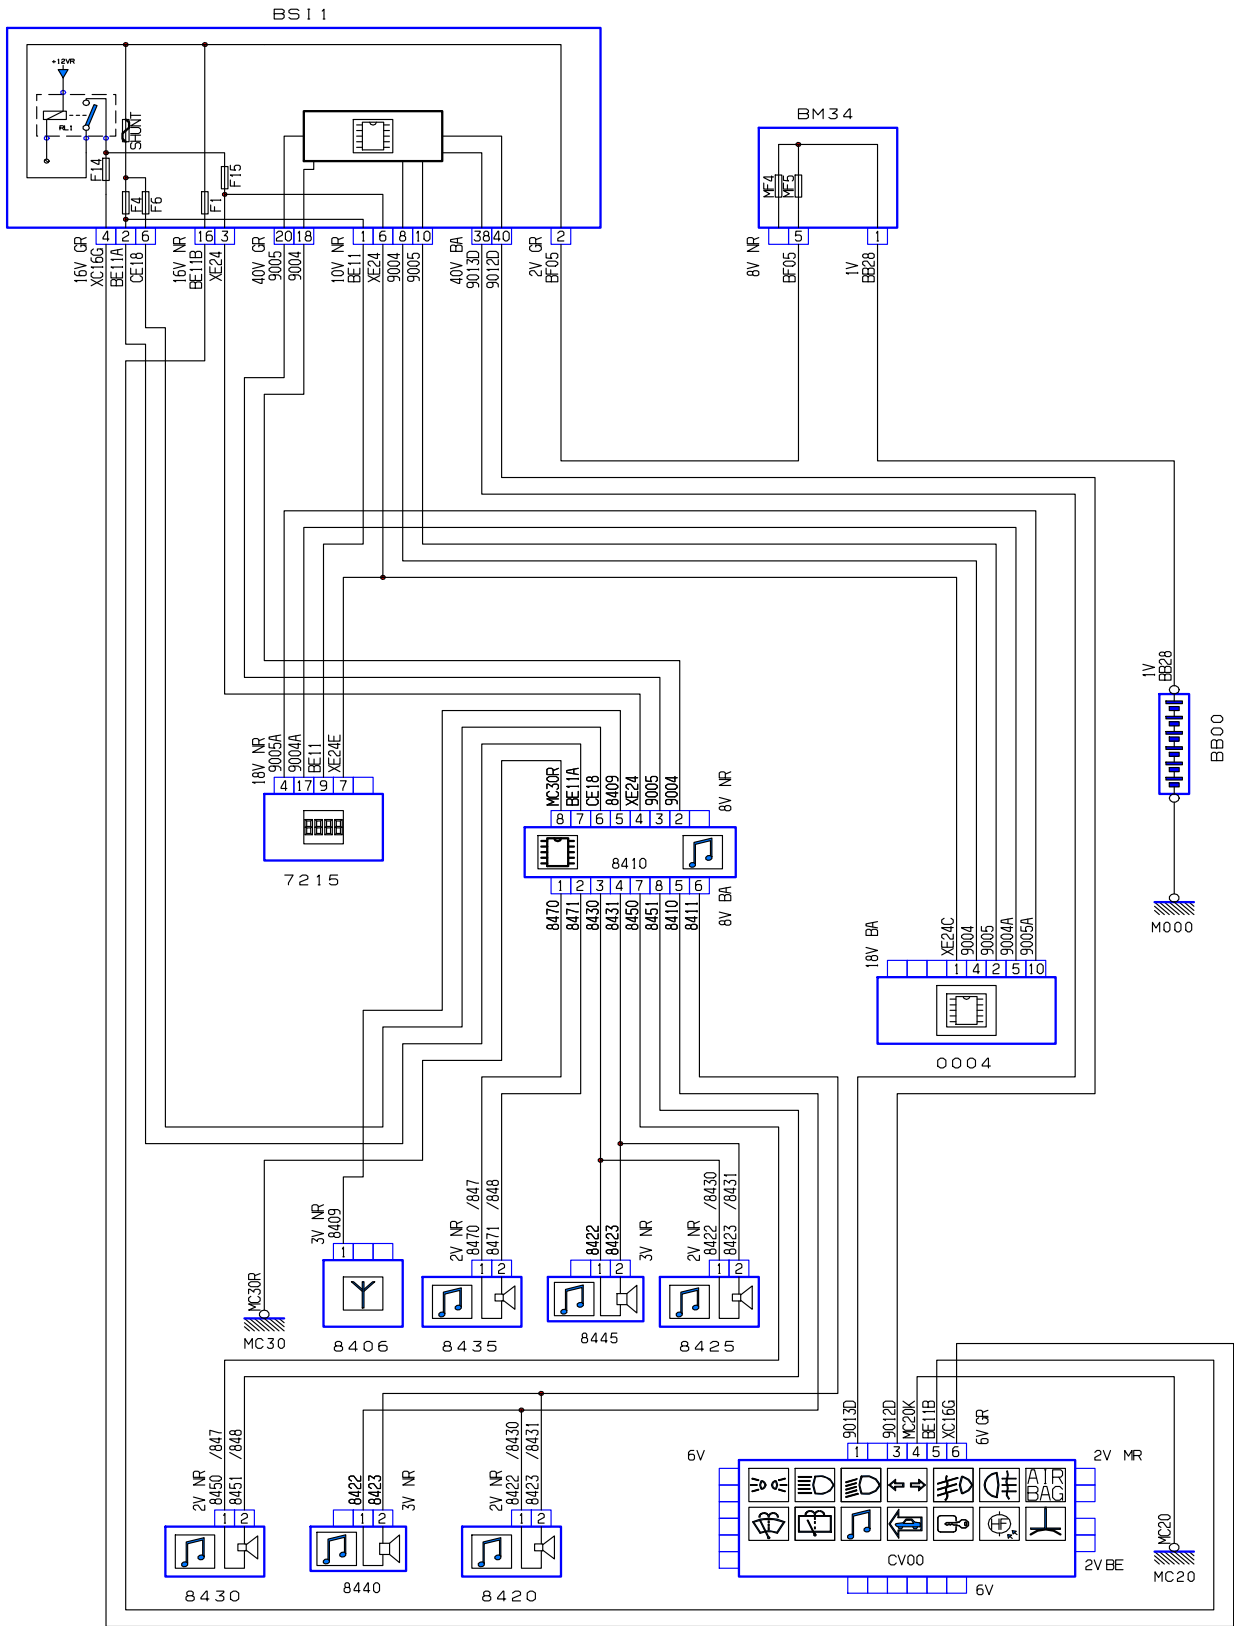 BSI1
+12VR
RL1
SHUNT
F14
F15
F4
F6
F1
4 2 6 16 3 20 18 1 6 8 10 38 40 2
16V GR
XC16G
BE11A
CE18
16V NR
BE11B
XE24
40V GR
9005
9004
10V NR
BE11
XE24
9004
9005
40V BA
9013D
9012D
2V GR
BF05
BM34
MF4
MF5
5 1
8V NR
BF05
1V
BB28
1V
BB28
BB00
M000
18V NR
9005A
9004A
BE11
XE24E
4 17 9 7
7215
MC30R
BE11A
CE18
8409
XE24
9005
9004
8V NR
8 7 6 5 4 3 2
8410
1 2 3 4 7 8 5 6
8470
8471
8430
8431
8450
8451
8410
8411
8V BA
18V BA
XE24C
9004
9005
9004A
9005A
1 4 2 5 10
0004
MC30R
MC30
3V NR
8409
1
8406
2V NR
8470 /847
8471 /848
1 2
8435
8422
8423
3V NR
1 2
8445
2V NR
8422 /8430
8423 /8431
1 2
8425
2V NR
8450 /847
8451 /848
1 2
8430
8422
8423
3V NR
1 2
8440
2V NR
8422 /8430
8423 /8431
1 2
8420
9013D
9012D
MC20K
BE11B
XC16G
6V GR
1 3 4 5 6
6V
2V MR
AIR
BAG
HF
CV00
2V BE
6V
MC20
MC20